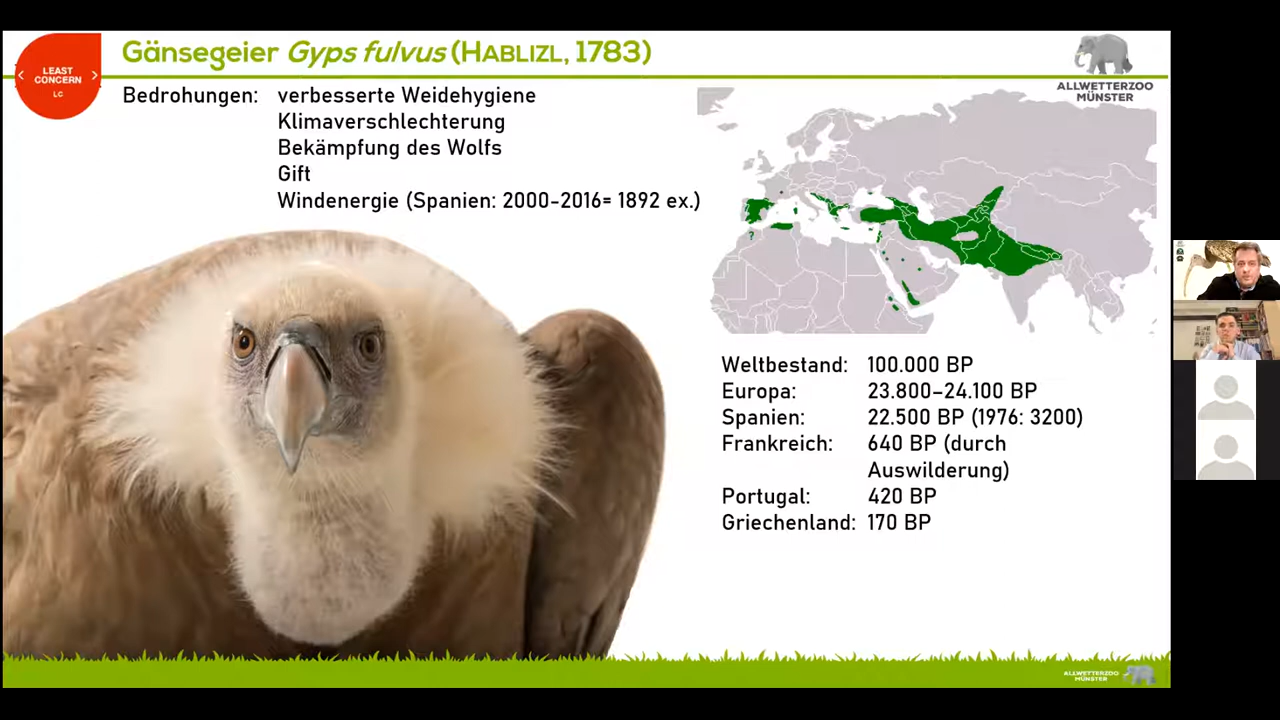 Gänsegeier Gyps fulvus (HABLIZL, 1783)
LEAST
CONCERN
LC
ALLWETTERZOO
MÜNSTER
Bedrohungen: verbesserte Weidehygiene
Klimaverschlechterung
Bekämpfung des Wolfs
Gift
Windenergie (Spanien: 2000-2016= 1892 ex.)
?
Weltbestand: 100.000 BP
Europa: 23.800–24.100 BP
Spanien: 22.500 BP (1976: 3200)
Frankreich: 640 BP (durch
Auswilderung)
Portugal: 420 BP
Griechenland: 170 BP
ALLWETTERZOO
MÜNSTER